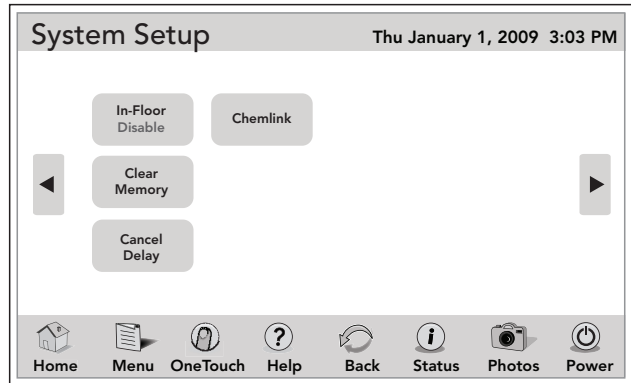 System Setup
Thu January 1, 2009 3:03 PM
In-Floor
Disable
Chemlink
Clear
Memory
Cancel
Delay
?
i
Home Menu OneTouch Help Back Status Photos Power